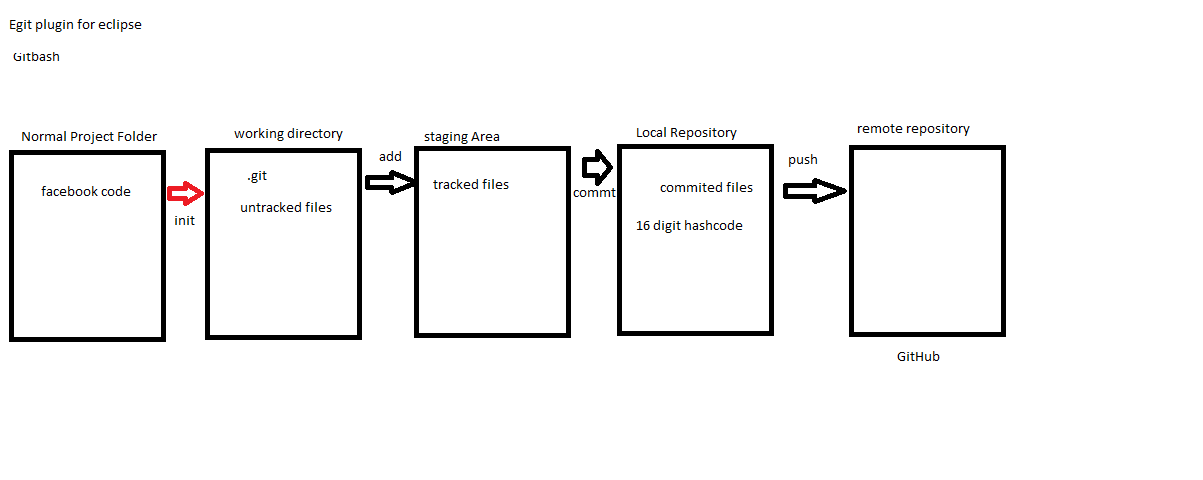 Egit plugin for eclipse
Gitbash
Normal Project Folder
facebook code
init
working directory
.git
untracked files
add
staging Area
tracked files
commt
Local Repository
commited files
16 digit hashcode
push
remote repository
GitHub